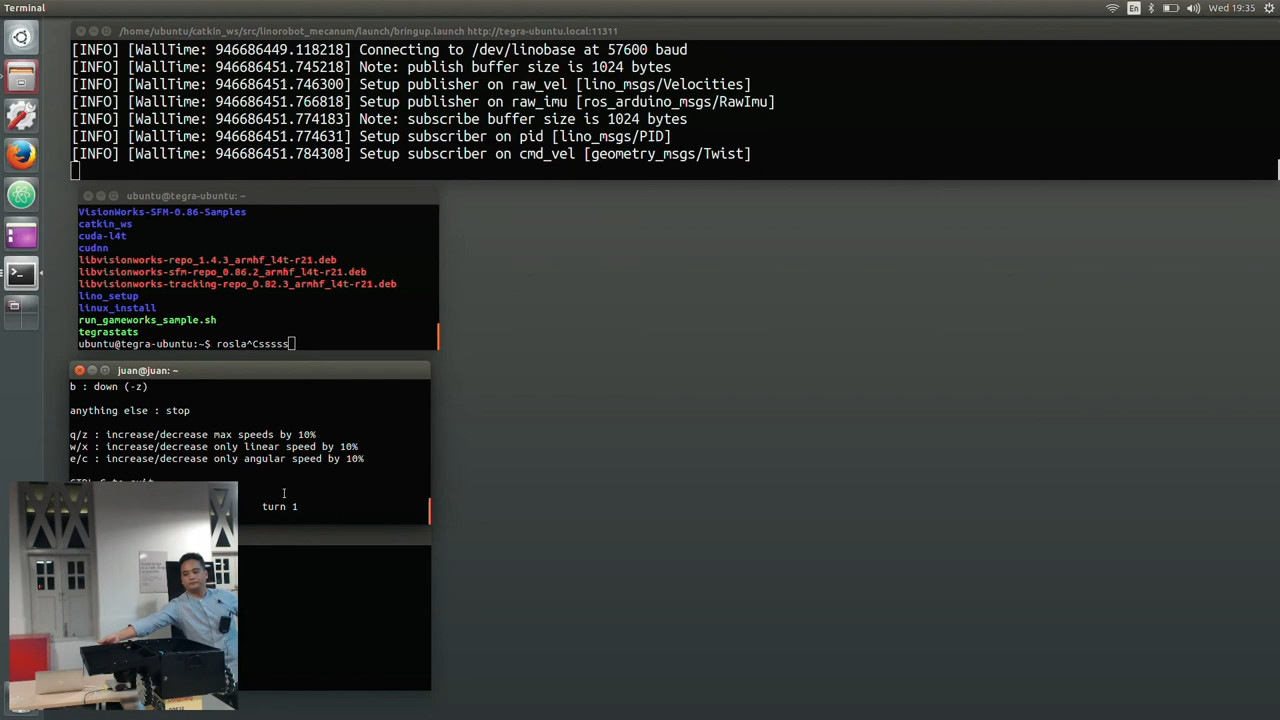 Terminal
En
Wed 19:35
/home/ubuntu/catkin_ws/src/linorobot_mecanum/launch/bringup.launch http://tegra-ubuntu.local:11311
[INFO] [WallTime: 946686449.118218] Connecting to /dev/linobase at 57600 baud
[INFO] [WallTime: 946686451.745218] Note: publish buffer size is 1024 bytes
[INFO] [WallTime: 946686451.746300] Setup publisher on raw_vel [lino_msgs/Velocities]
[INFO] [WallTime: 946686451.766818] Setup publisher on raw_imu [ros_arduino_msgs/RawImu]
[INFO] [WallTime: 946686451.774183] Note: subscribe buffer size is 1024 bytes
[INFO] [WallTime: 946686451.774631] Setup subscriber on pid [lino_msgs/PID]
[INFO] [WallTime: 946686451.784308] Setup subscriber on cmd_vel [geometry_msgs/Twist]
ubuntu@tegra-ubuntu: ~
VisionWorks-SFM-0.86-Samples
catkin_ws
cuda-l4t
cudnn
libvisionworks-repo_1.4.3_armhf_l4t-r21.deb
libvisionworks-sfm-repo_0.86.2_armhf_l4t-r21.deb
libvisionworks-tracking-repo_0.82.3_armhf_l4t-r21.deb
lino_setup
linux_install
run_gameworks_sample.sh
tegrastats
ubuntu@tegra-ubuntu:~$ rosla^Csssss
juan@juan: ~
b : down (-z)
anything else : stop
q/z : increase/decrease max speeds by 10%
w/x : increase/decrease only linear speed by 10%
e/c : increase/decrease only angular speed by 10%
turn 1